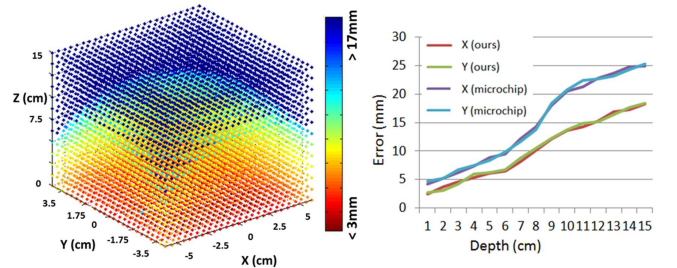 15
Z (cm)
7.5
0
3.5
1.75
0
-1.75
-3.5
Y (cm)
-5
-2.5
0
2.5
5
X (cm)
> 17mm
< 3mm
30
25
20
15
10
5
0
Error (mm)
X (ours)
Y (ours)
X (microchip)
Y (microchip)
1 2 3 4 5 6 7 8 9 10 11 12 13 14 15
Depth (cm)